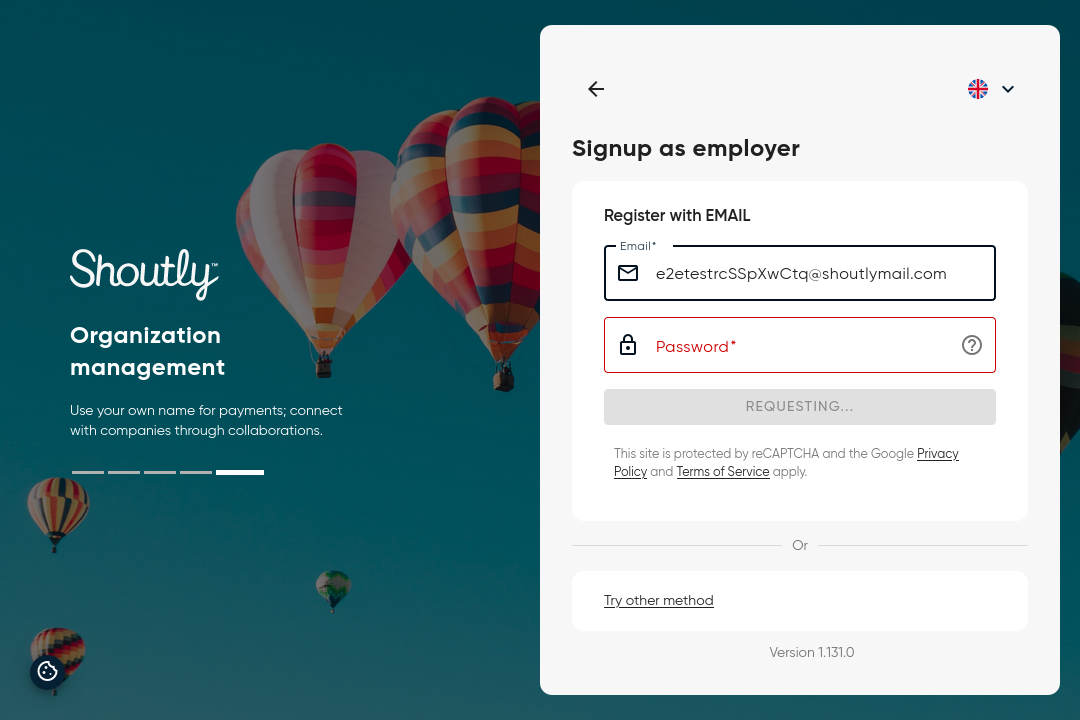 Shoutly™
Organization
management
Use your own name for payments; connect
with companies through collaborations.
Signup as employer
Register with EMAIL
Email*
e2etestrcSSpXwCtq@shoutlymail.com
Password*
REQUESTING...
This site is protected by reCAPTCHA and the Google Privacy
Policy and Terms of Service apply.
Or
Try other method
Version 1.131.0